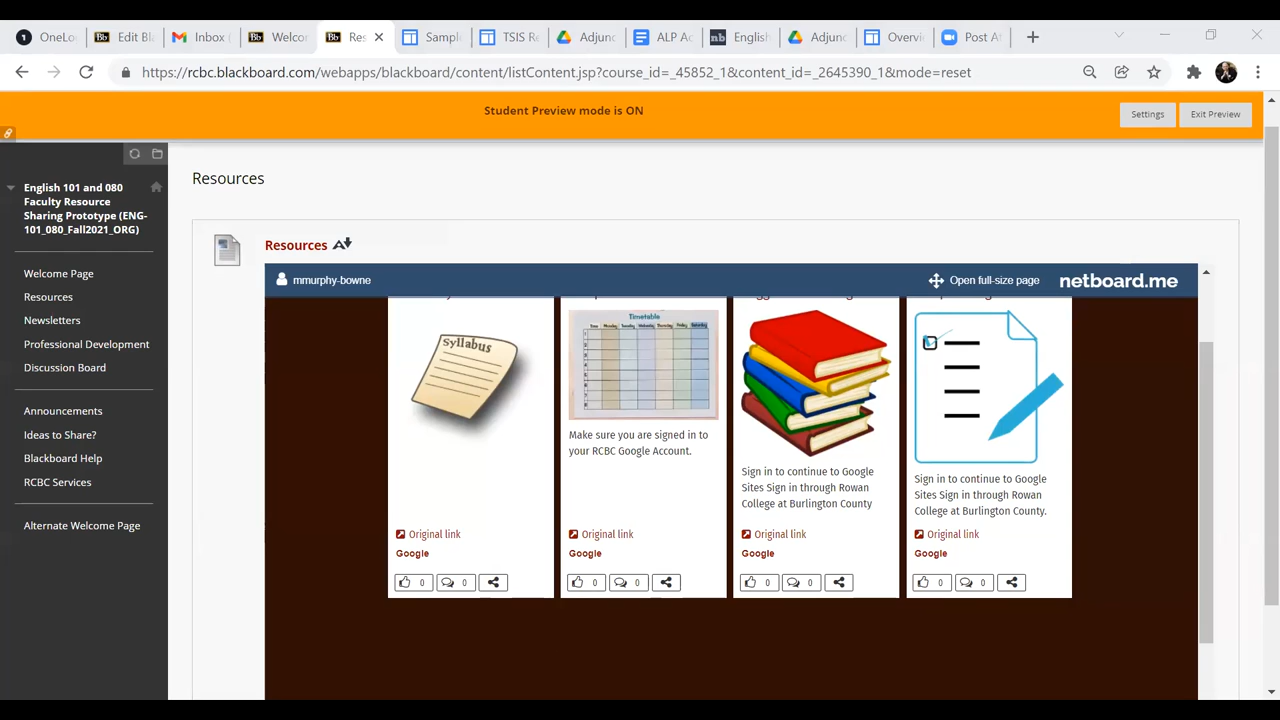 OneLo
Edit Bla
Inbox (
Welcon
Res
Sampl
TSIS Re
Adjunc
ALP Ac
English
Adjunc
Overvi
Post At
https://rcbc.blackboard.com/webapps/blackboard/content/listContent.jsp?course_id=_45852_1&content_id=_2645390_1&mode=reset
Student Preview mode is ON
Settings
Exit Preview
English 101 and 080
Faculty Resource
Sharing Prototype (ENG-
101_080_Fall2021_ORG)
Welcome Page
Resources
Newsletters
Professional Development
Discussion Board
Announcements
Ideas to Share?
Blackboard Help
RCBC Services
Alternate Welcome Page
Resources
Resources
mmurphy-bowne
Open full-size page
netboard.me
Syllabus
Original link
Google
0
0
Timetable
Make sure you are signed in to
your RCBC Google Account.
Original link
Google
0
0
Sign in to continue to Google
Sites Sign in through Rowan
College at Burlington County
Original link
Google
0
0
Sign in to continue to Google
Sites Sign in through Rowan
College at Burlington County.
Original link
Google
0
0